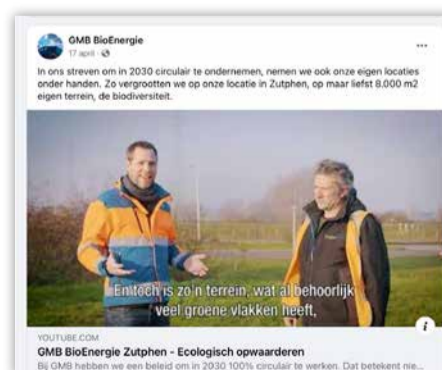 GMB BioEnergie
17 april
In ons streven om in 2030 circulair te ondernemen, nemen we ook onze eigen locaties
onder handen. Zo vergrootten we op onze locatie in Zutphen, op maar liefst 8.000 m2
eigen terrein, de biodiversiteit.
En toch is zo'n terrein, wat al behoorlijk
veel groene vlakken heeft,
YOUTUBE.COM
GMB BioEnergie Zutphen - Ecologisch opwaarderen
Bij GMB hebben we een beleid om in 2030 100% circulair te werken. Dat betekent nie...